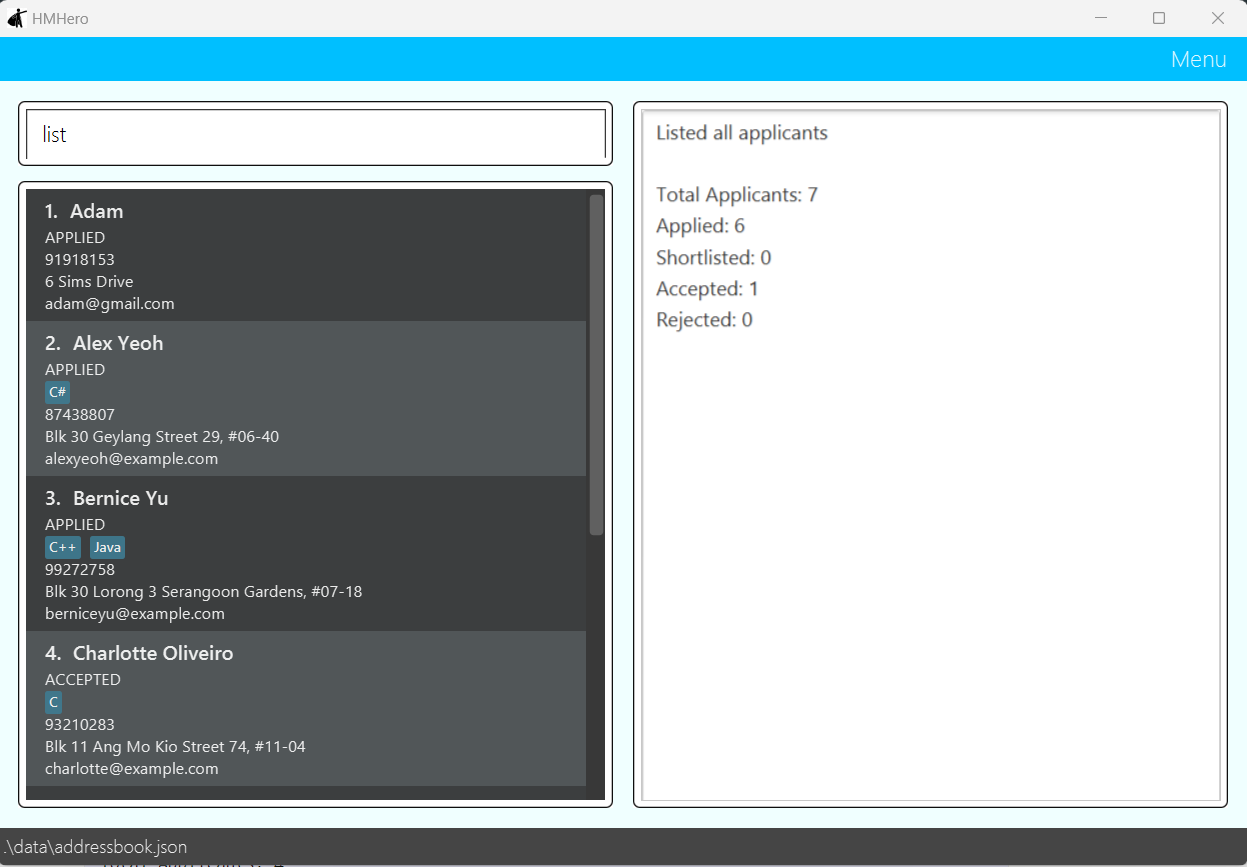 HMHero
Menu
list
1. Adam
APPLIED
91918153
6 Sims Drive
adam@gmail.com
2. Alex Yeoh
APPLIED
C#
87438807
Blk 30 Geylang Street 29, #06-40
alexyeoh@example.com
3. Bernice Yu
APPLIED
C++ Java
99272758
Blk 30 Lorong 3 Serangoon Gardens, #07-18
berniceyu@example.com
4. Charlotte Oliveiro
ACCEPTED
C
93210283
Blk 11 Ang Mo Kio Street 74, #11-04
charlotte@example.com
Listed all applicants
Total Applicants: 7
Applied: 6
Shortlisted: 0
Accepted: 1
Rejected: 0
.\data\addressbook.json